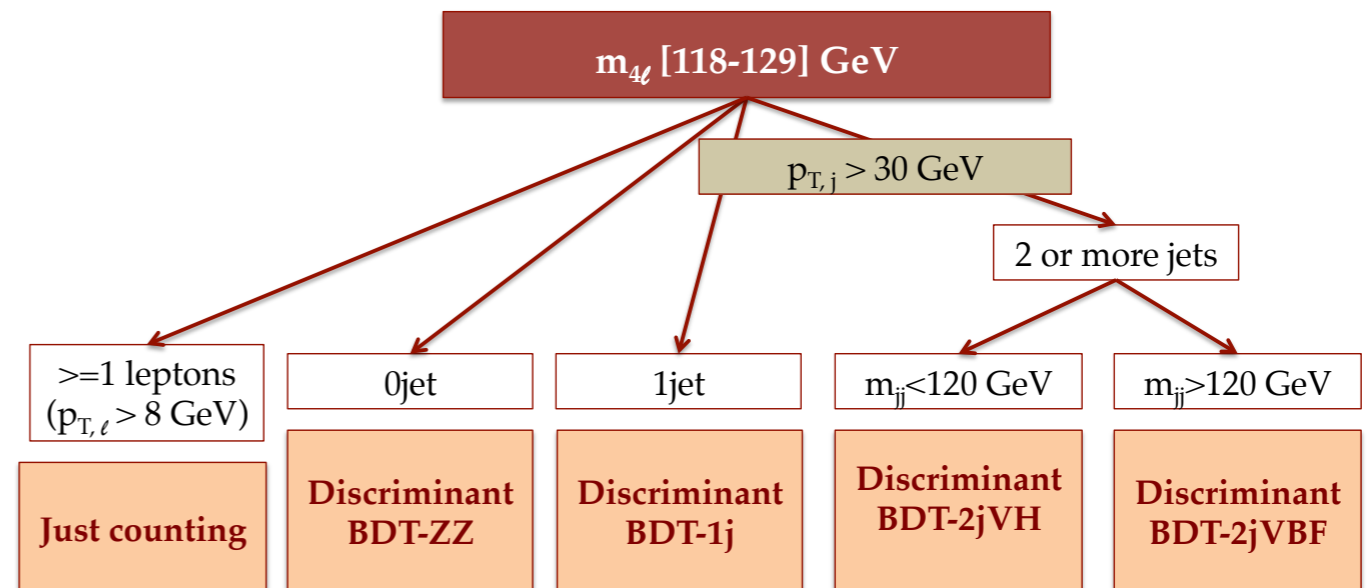 m4ℓ [118-129] GeV
pT, j > 30 GeV
2 or more jets
>=1 leptons
(pT, ℓ > 8 GeV)
0jet
1jet
mjj<120 GeV
mjj>120 GeV
Just counting
Discriminant
BDT-ZZ
Discriminant
BDT-1j
Discriminant
BDT-2jVH
Discriminant
BDT-2jVBF